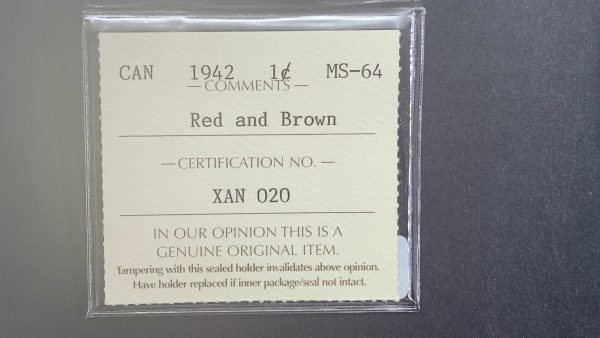 CAN 1942 1¢ MS-64
— COMMENTS —
Red and Brown
— CERTIFICATION NO. —
XAN 020
IN OUR OPINION THIS IS A
GENUINE ORIGINAL ITEM.
Tampering with this sealed holder invalidates above opinion.
Have holder replaced if inner package/seal not intact.